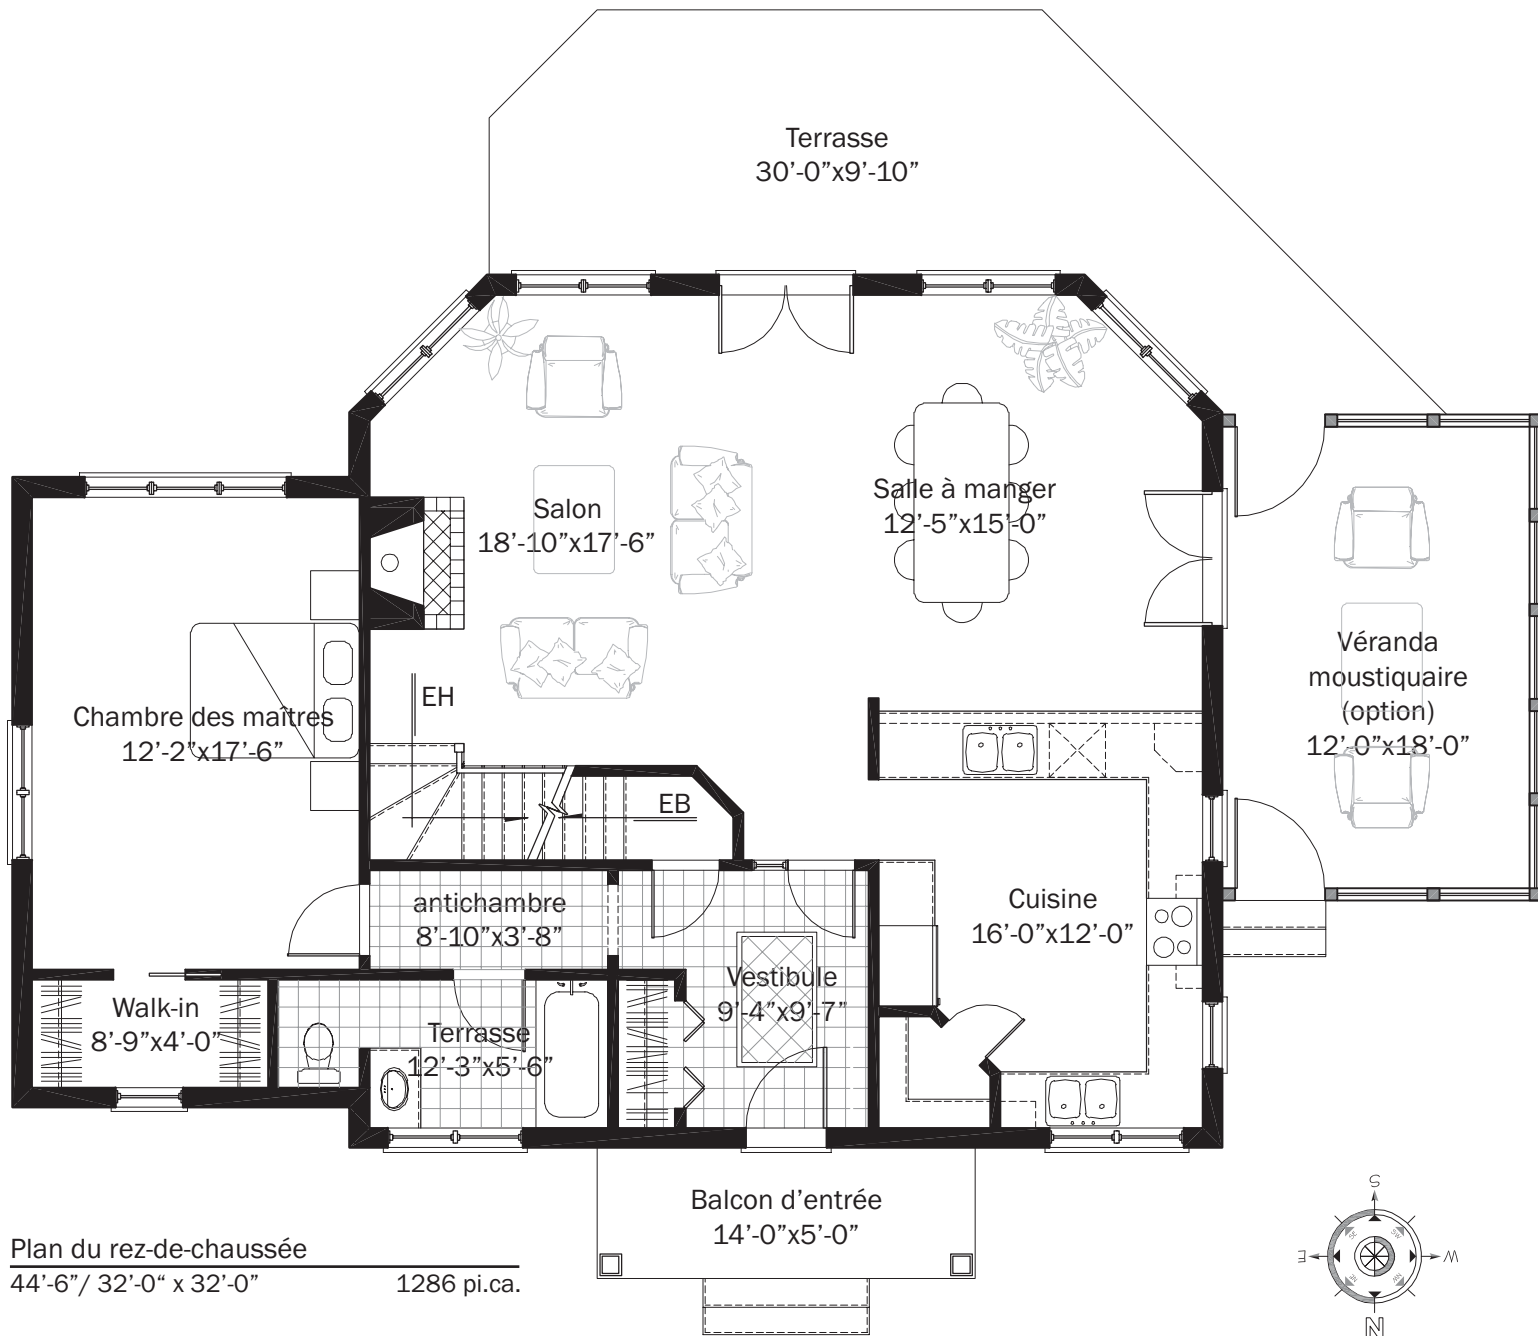 Terrasse
30’-0”x9’-10”
Salon
18’-10”x17’-6”
Salle à manger
12’-5”x15’-0”
Véranda
moustiquaire
(option)
12’-0”x18’-0”
Chambre des maîtres
12’-2”x17’-6”
EH
EB
antichambre
8’-10”x3’-8”
Cuisine
16’-0”x12’-0”
Walk-in
8’-9”x4’-0”
Terrasse
12’-3”x5’-6”
Vestibule
9’-4”x9’-7”
Balcon d’entrée
14’-0”x5’-0”
Plan du rez-de-chaussée
44’-6”/ 32’-0“ x 32’-0”
1286 pi.ca.
S
SE
SW
E
W
NE
NW
N